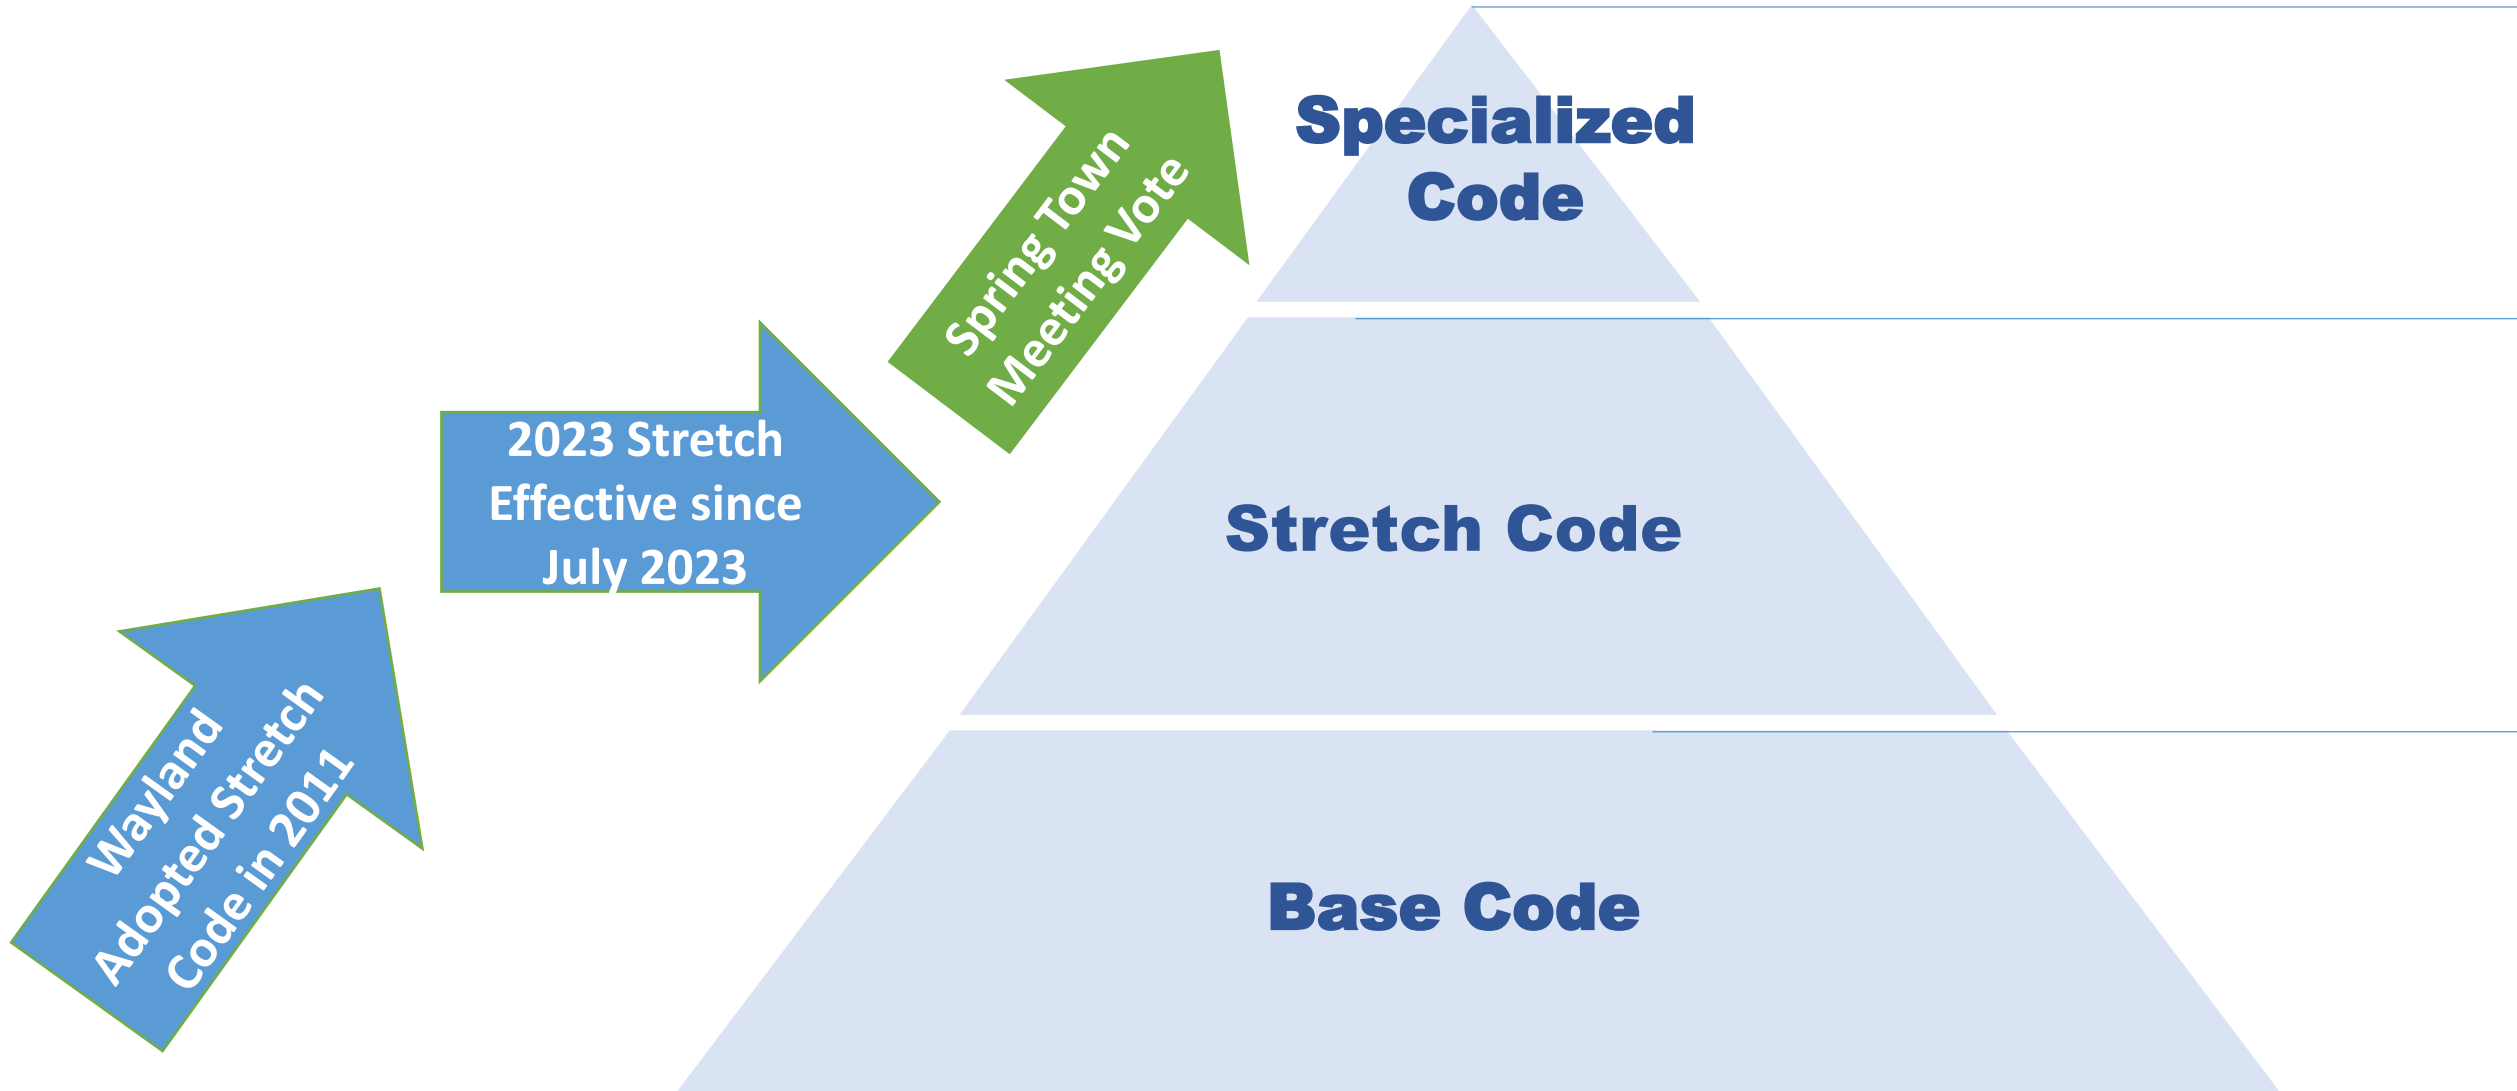 Specialized
Code
Spring Town
Meeting Vote
2023 Stretch
Effective since
July 2023
Stretch Code
Wayland
Adopted Stretch
Code in 2011
Base Code